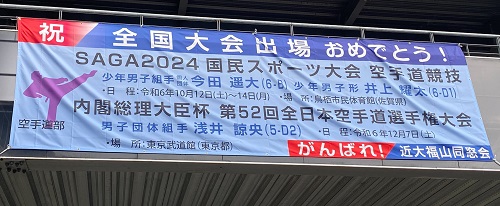 祝 全国大会出場 おめでとう!
SAGA2024 国民スポーツ大会 空手道競技
少年男子組手 今田 遥大(6-6) 少年男子形 井上 耀太(6-D1)
・日 程:令和6年10月12日(土)~14日(月) ・場 所:鳥栖市民体育館(佐賀県)
内閣総理大臣杯 第52回全日本空手道選手権大会
男子団体組手 浅井 諒央(5-D2) ・日 程:令和6年12月7日(土)
・場 所:東京武道館(東京都)
空手道部
がんばれ! 近大福山同窓会